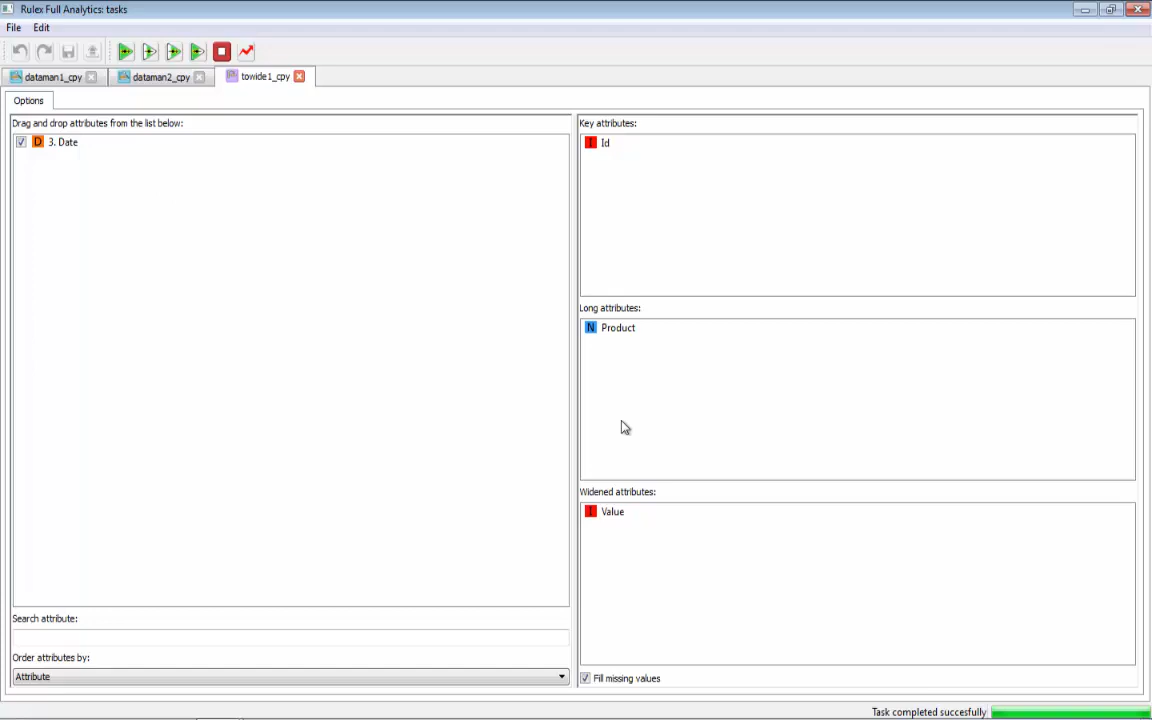 Rulex Full Analytics: tasks
File Edit
dataman1_cpy dataman2_cpy towide1_cpy
Options
Drag and drop attributes from the list below:
D 3. Date
Key attributes:
I Id
Long attributes:
N Product
Widened attributes:
I Value
Search attribute:
Order attributes by:
Attribute
Fill missing values
Task completed succesfully